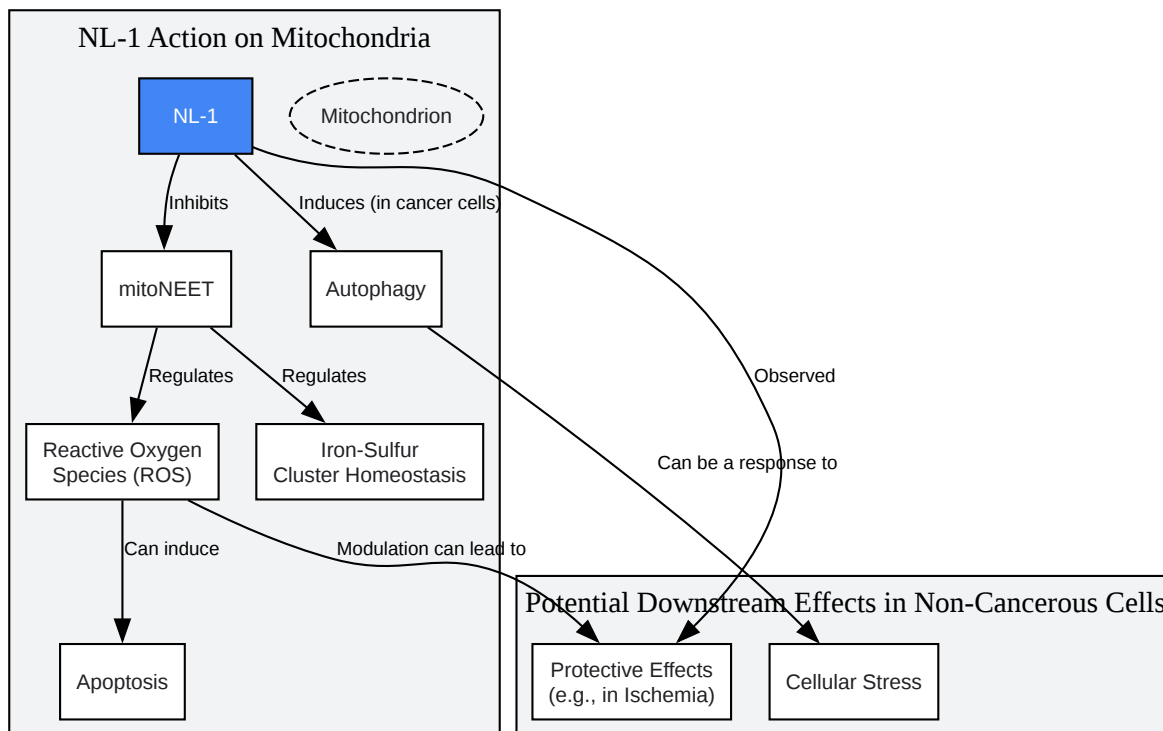 NL-1 Action on Mitochondria
NL-1
Mitochondrion
Inhibits
Induces (in cancer cells)
mitoNEET
Autophagy
Regulates
Regulates
Observed
Reactive Oxygen
Species (ROS)
Iron-Sulfur
Cluster Homeostasis
Can be a response to
Can induce
Modulation can lead to
Potential Downstream Effects in Non-Cancerous Cells
Apoptosis
Protective Effects
(e.g., in Ischemia)
Cellular Stress